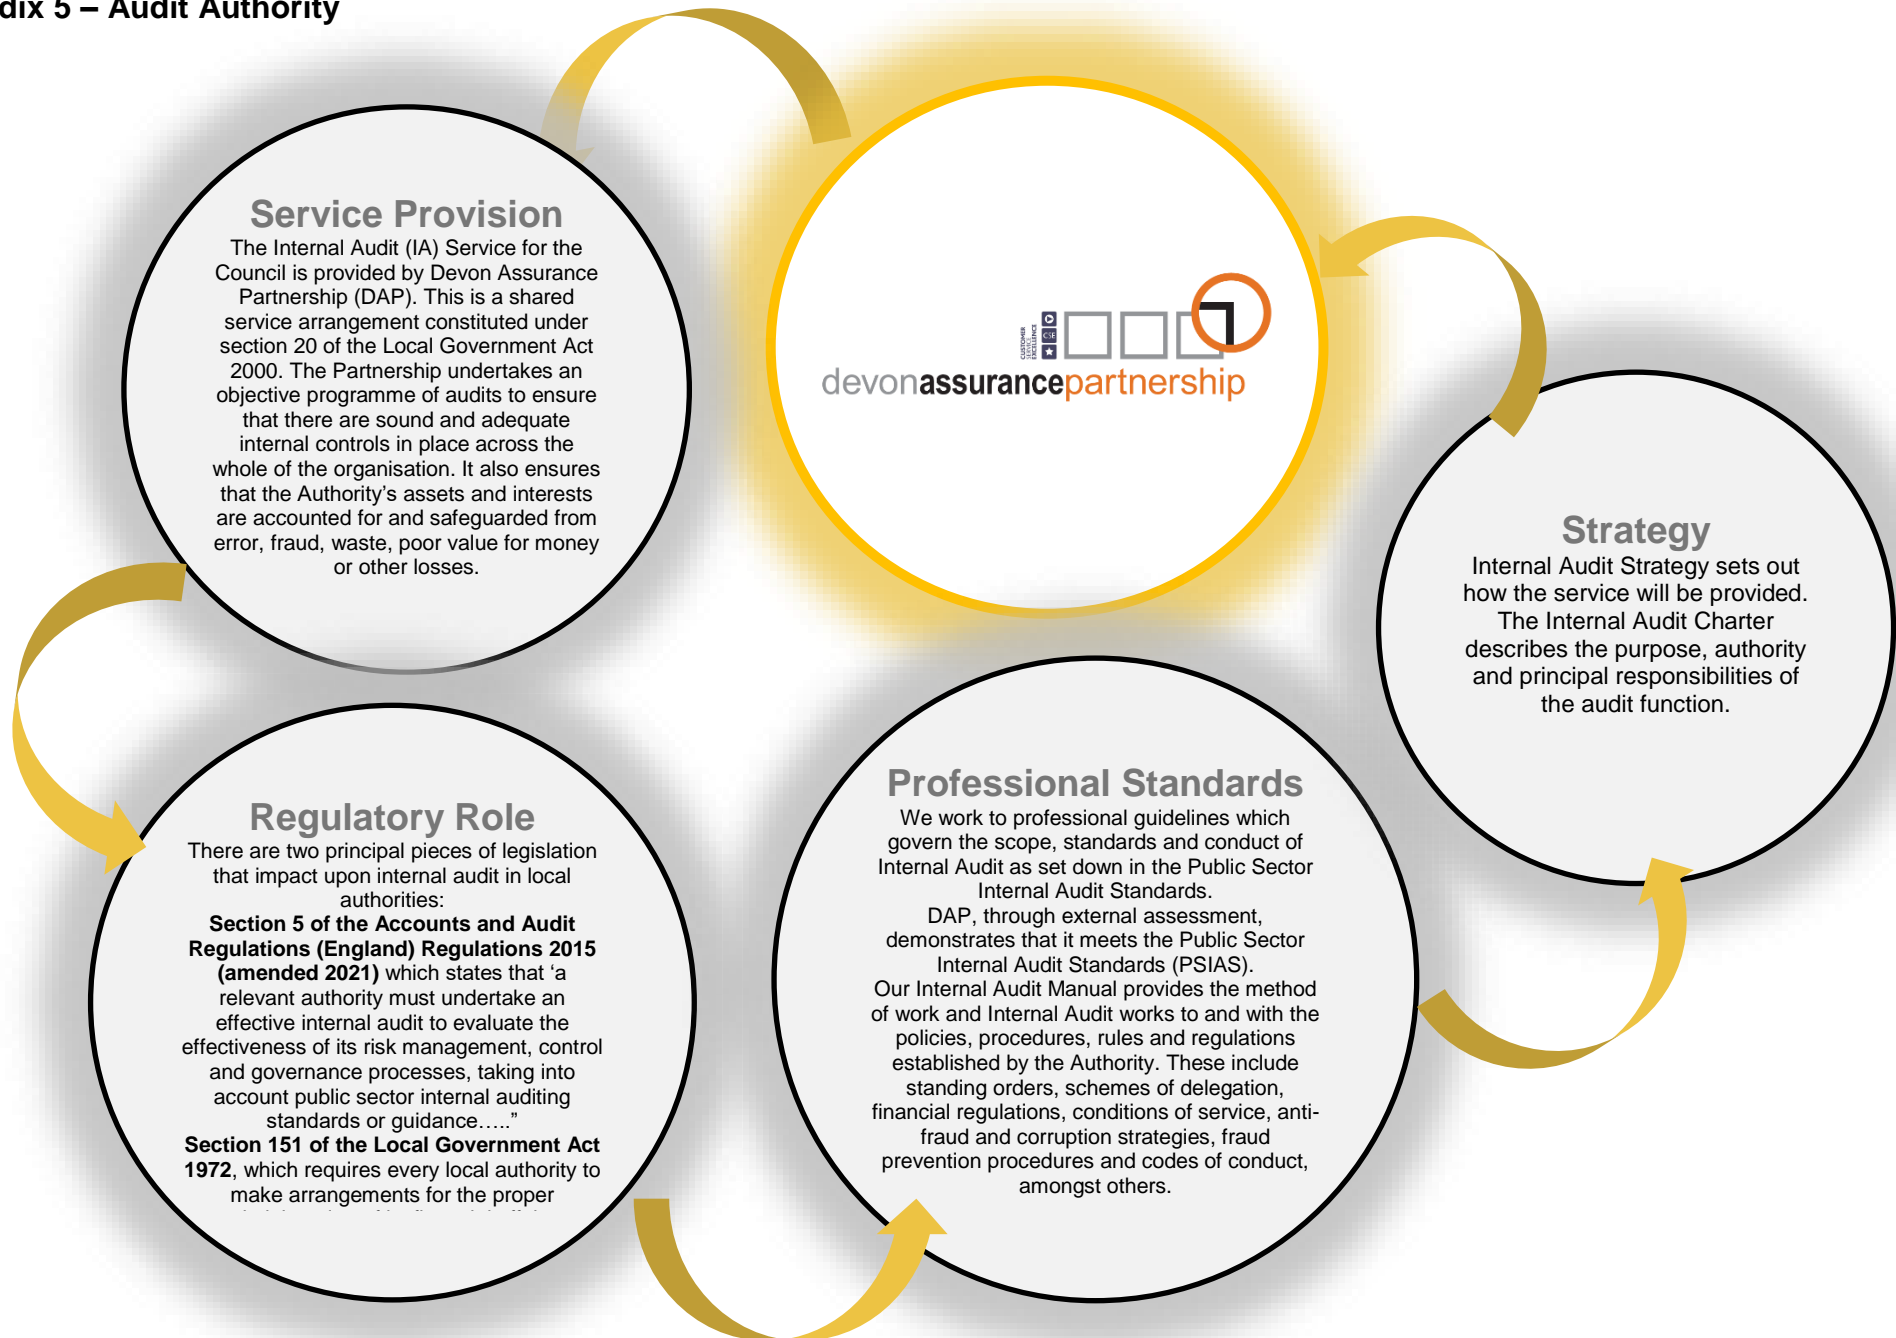 dix 5 – Audit Authority
Service Provision
The Internal Audit (IA) Service for the
Council is provided by Devon Assurance
Partnership (DAP). This is a shared
service arrangement constituted under
section 20 of the Local Government Act
2000. The Partnership undertakes an
objective programme of audits to ensure
that there are sound and adequate
internal controls in place across the
whole of the organisation. It also ensures
that the Authority’s assets and interests
are accounted for and safeguarded from
error, fraud, waste, poor value for money
or other losses.
CUSTOMER
SERVICE
EXCELLENCE
CSE
devonassurancepartnership
Strategy
Internal Audit Strategy sets out
how the service will be provided.
The Internal Audit Charter
describes the purpose, authority
and principal responsibilities of
the audit function.
Regulatory Role
There are two principal pieces of legislation
that impact upon internal audit in local
authorities:
Section 5 of the Accounts and Audit
Regulations (England) Regulations 2015
(amended 2021) which states that ‘a
relevant authority must undertake an
effective internal audit to evaluate the
effectiveness of its risk management, control
and governance processes, taking into
account public sector internal auditing
standards or guidance…..”
Section 151 of the Local Government Act
1972, which requires every local authority to
make arrangements for the proper
Professional Standards
We work to professional guidelines which
govern the scope, standards and conduct of
Internal Audit as set down in the Public Sector
Internal Audit Standards.
DAP, through external assessment,
demonstrates that it meets the Public Sector
Internal Audit Standards (PSIAS).
Our Internal Audit Manual provides the method
of work and Internal Audit works to and with the
policies, procedures, rules and regulations
established by the Authority. These include
standing orders, schemes of delegation,
financial regulations, conditions of service, anti-
fraud and corruption strategies, fraud
prevention procedures and codes of conduct,
amongst others.